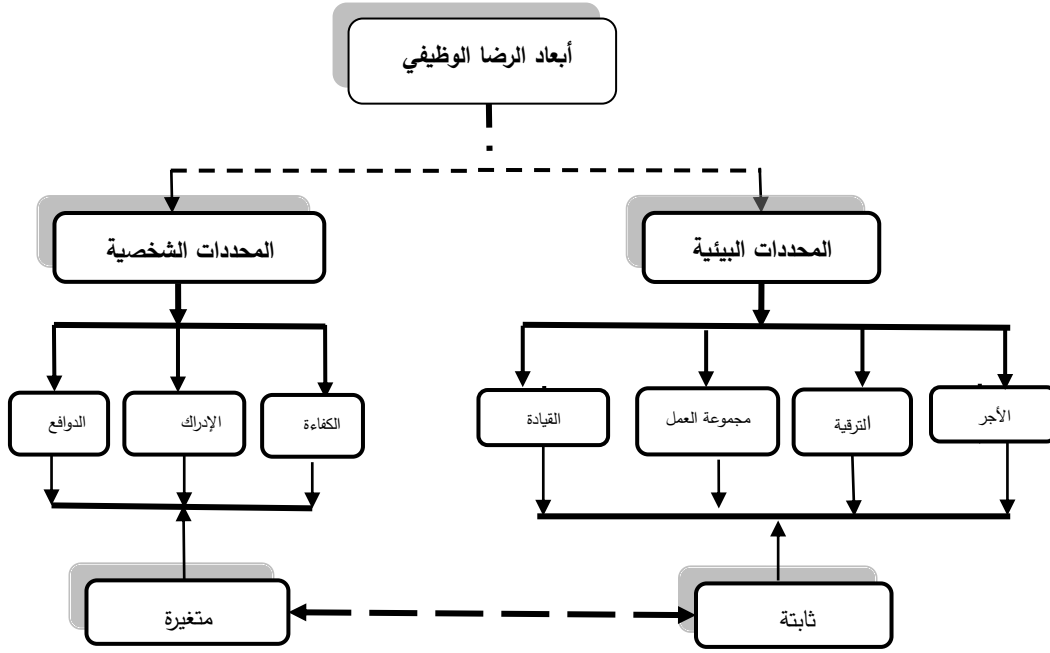 أبعاد الرضا الوظيفي
المحددات البيئية
المحددات الشخصية
الأجر
الترقية
مجموعة العمل
القيادة
الكفاءة
الإدراك
الدوافع
ثابتة
متغيرة